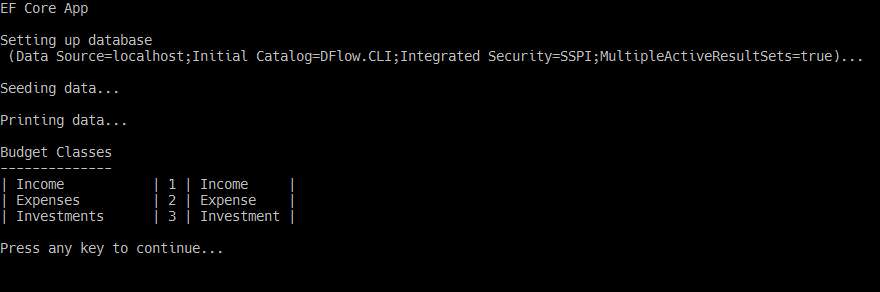 EF Core App
Setting up database
(Data Source=localhost;Initial Catalog=DFlow.CLI;Integrated Security=SSPI;MultipleActiveResultSets=true)...
Seeding data...
Printing data...
Budget Classes
--------------
| Income           | 1 | Income     |
| Expenses         | 2 | Expense    |
| Investments      | 3 | Investment |
Press any key to continue...